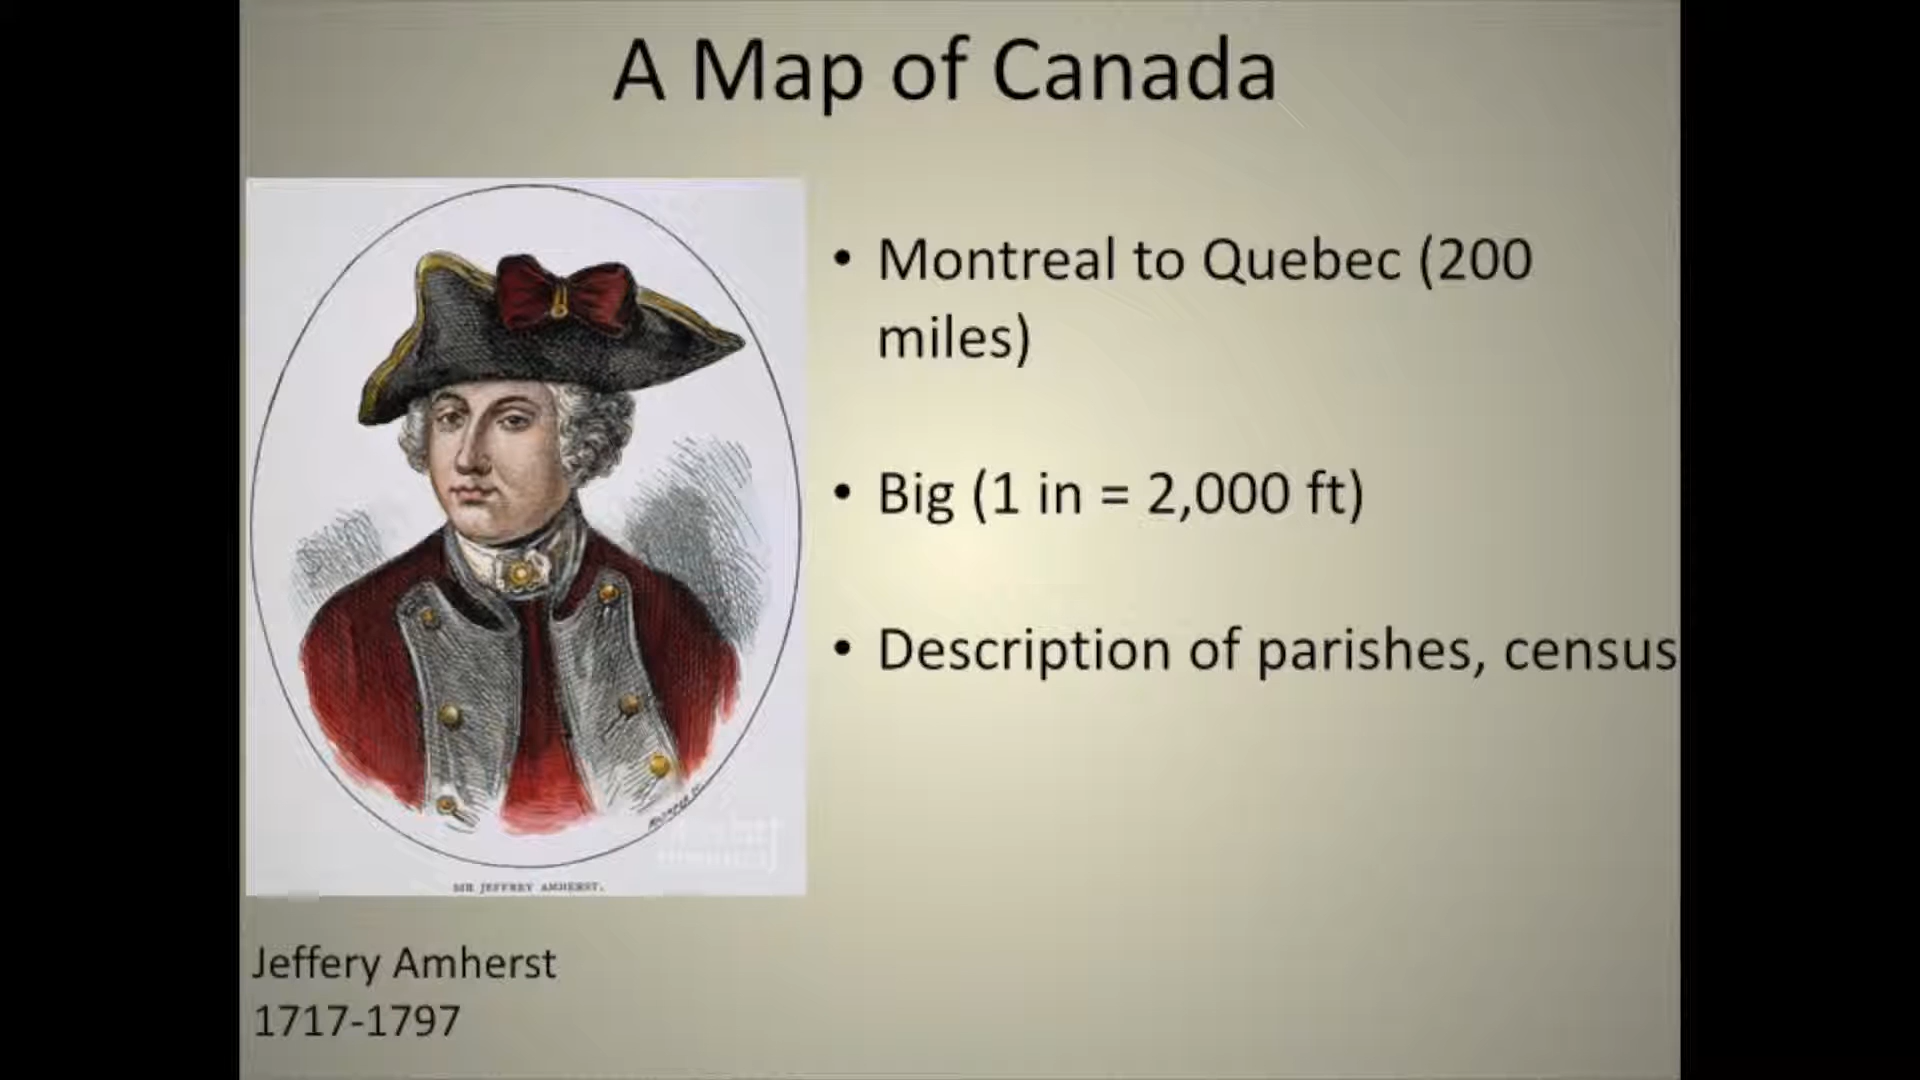 A Map of Canada
• Montreal to Quebec (200
miles)
• Big (1 in = 2,000 ft)
• Description of parishes, census
SIR JEFFREY AMHERST.
Jeffery Amherst
1717-1797